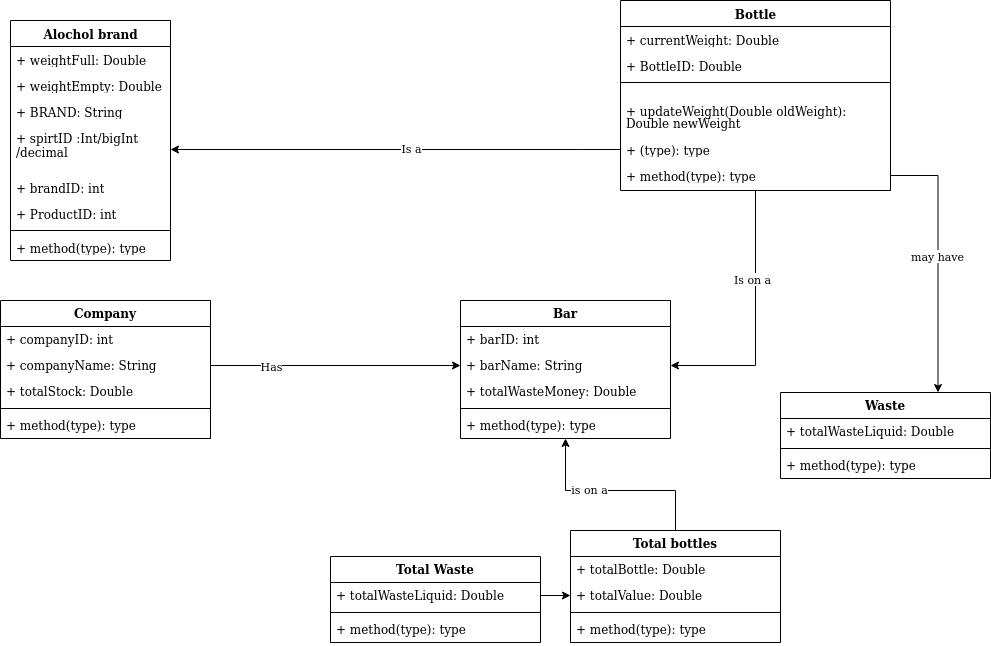 Alochol brand
+ weightFull: Double
+ weightEmpty: Double
+ BRAND: String
+ spirtID :Int/bigInt
/decimal
+ brandID: int
+ ProductID: int
+ method(type): type
Is a
Bottle
+ currentWeight: Double
+ BottleID: Double
+ updateWeight(Double oldWeight):
Double newWeight
+ (type): type
+ method(type): type
Is on a
may have
Company
+ companyID: int
+ companyName: String
+ totalStock: Double
+ method(type): type
Has
Bar
+ barID: int
+ barName: String
+ totalWasteMoney: Double
+ method(type): type
Waste
+ totalWasteLiquid: Double
+ method(type): type
is on a
Total Waste
+ totalWasteLiquid: Double
+ method(type): type
Total bottles
+ totalBottle: Double
+ totalValue: Double
+ method(type): type